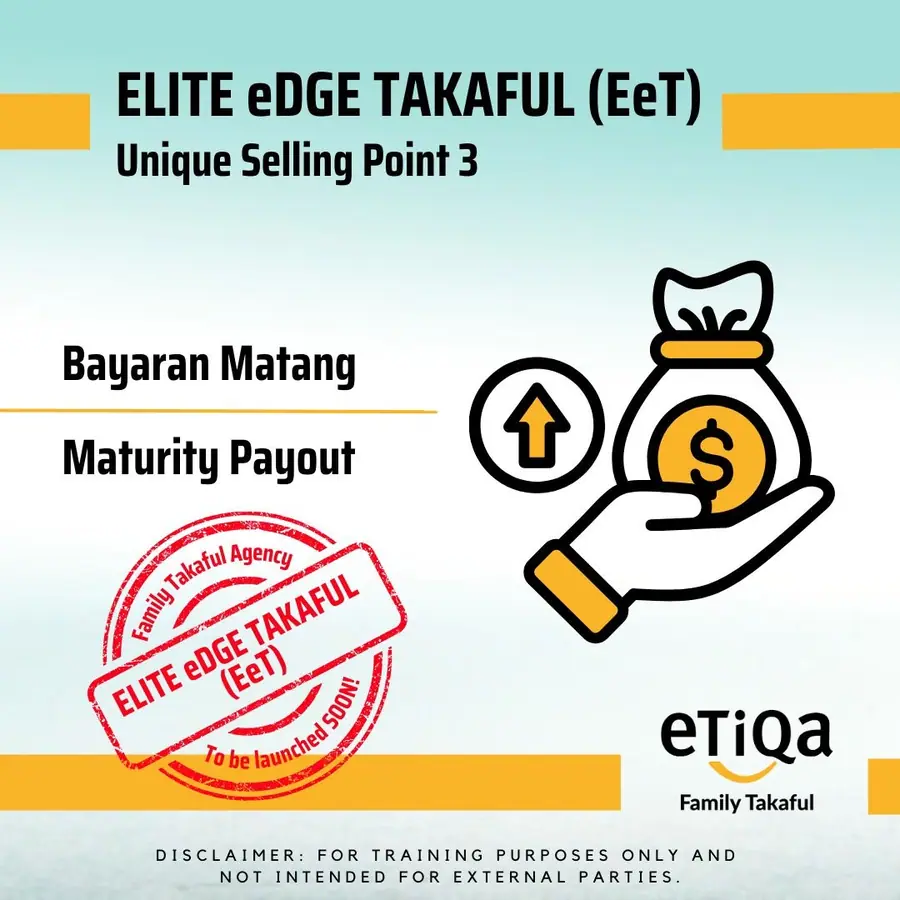 ELITE eDGE TAKAFUL (EeT)
Unique Selling Point 3
Bayaran Matang
Maturity Payout
$
Family Takaful Agency
ELITE eDGE TAKAFUL
(EeT)
To be launched SOON!
eTiQa
Family Takaful
DISCLAIMER: FOR TRAINING PURPOSES ONLY AND
NOT INTENDED FOR EXTERNAL PARTIES.